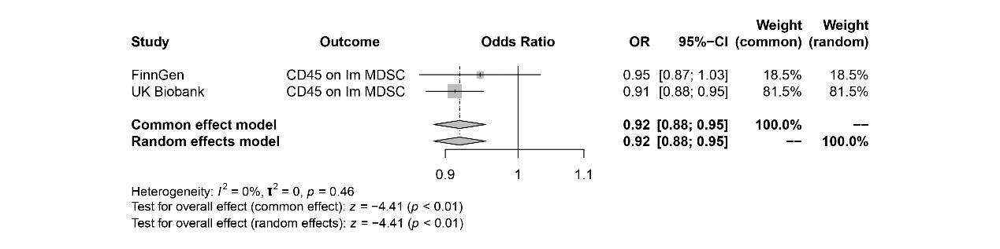 Weight Weight
Study Outcome Odds Ratio OR 95%−CI (common) (random)
FinnGen CD45 on Im MDSC 0.95 [0.87; 1.03] 18.5% 18.5%
UK Biobank CD45 on Im MDSC 0.91 [0.88; 0.95] 81.5% 81.5%
Common effect model 0.92 [0.88; 0.95] 100.0% −−
Random effects model 0.92 [0.88; 0.95] −− 100.0%
0.9 1 1.1
Heterogeneity: I² = 0%, τ² = 0, p = 0.46
Test for overall effect (common effect): z = −4.41 (p < 0.01)
Test for overall effect (random effects): z = −4.41 (p < 0.01)